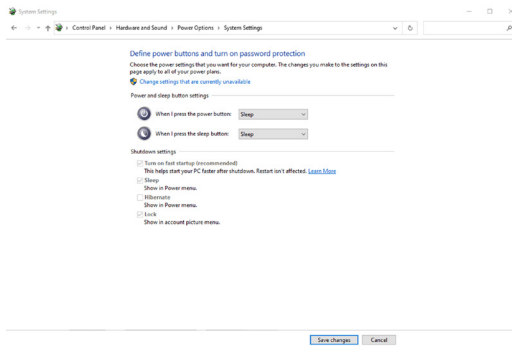 System Settings
Control Panel › Hardware and Sound › Power Options › System Settings
Define power buttons and turn on password protection
Choose the power settings that you want for your computer. The changes you make to the settings on this
page apply to all of your power plans.
Change settings that are currently unavailable
Power and sleep button settings
When I press the power button: Sleep
When I press the sleep button: Sleep
Shutdown settings
Turn on fast startup (recommended)
This helps start your PC faster after shutdown. Restart isn't affected. Learn More
Sleep
Show in Power menu.
Hibernate
Show in Power menu.
Lock
Show in account picture menu.
Save changes Cancel